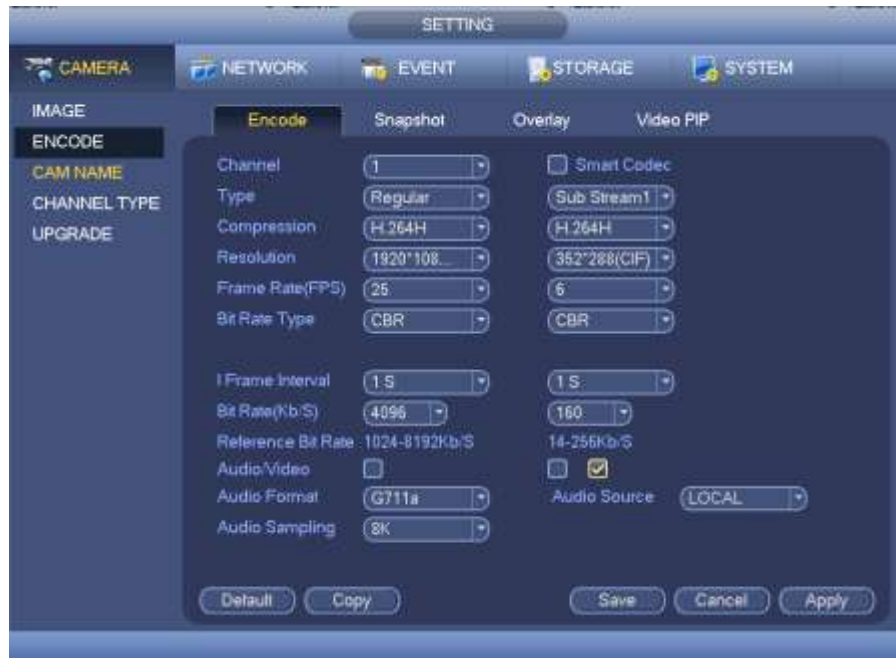 SETTING
CAMERA NETWORK EVENT STORAGE SYSTEM
IMAGE
ENCODE
CAM NAME
CHANNEL TYPE
UPGRADE
Encode Snapshot Overlay Video PIP
Channel 1 Smart Codec
Type Regular Sub Stream1
Compression H.264H H.264H
Resolution 1920*108... 352*288(CIF)
Frame Rate(FPS) 25 6
Bit Rate Type CBR CBR
I Frame Interval 1 S 1 S
Bit Rate(Kb/S) 4096 160
Reference Bit Rate 1024-8192Kb/S 14-256Kb/S
Audio/Video
Audio Format G711a Audio Source LOCAL
Audio Sampling 8K
Default Copy Save Cancel Apply